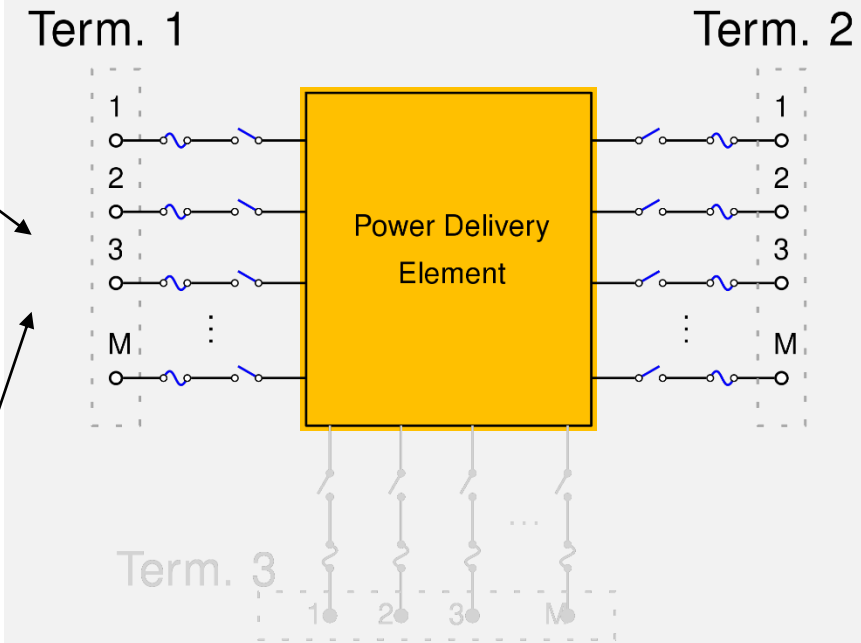 Term. 1
Term. 2
1
2
3
⋮
M
Power Delivery
Element
1
2
3
⋮
M
Term. 3
1 2 3 ... M